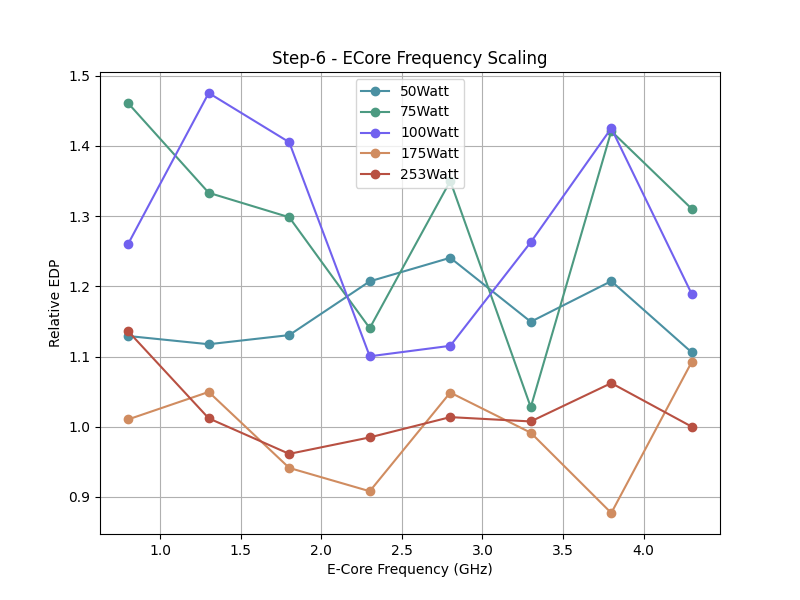 Step-6 - ECore Frequency Scaling
50Watt
75Watt
100Watt
175Watt
253Watt
Relative EDP
1.5
1.4
1.3
1.2
1.1
1.0
0.9
1.0 1.5 2.0 2.5 3.0 3.5 4.0
E-Core Frequency (GHz)